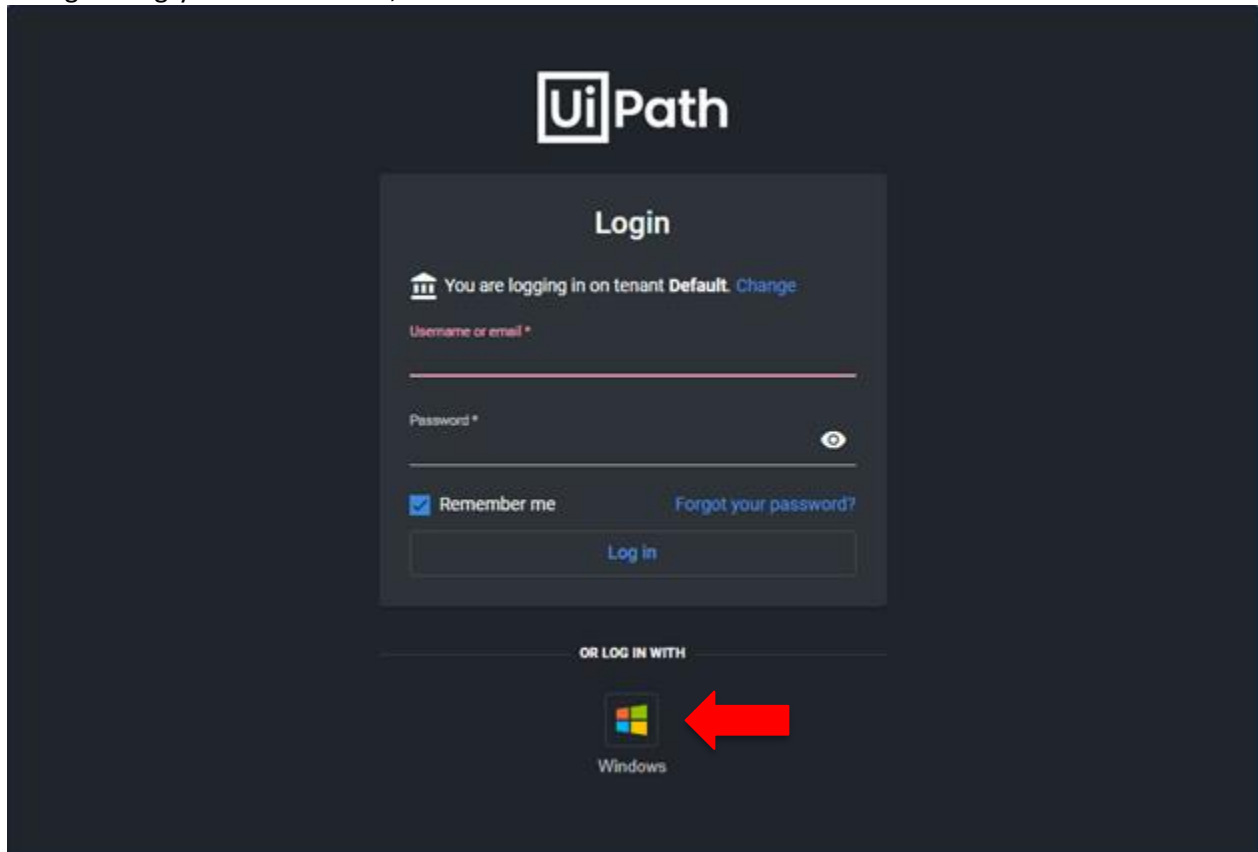 UiPath
Login
You are logging in on tenant Default. Change
Username or email *
Password *
Remember me Forgot your password?
Log in
OR LOG IN WITH
Windows